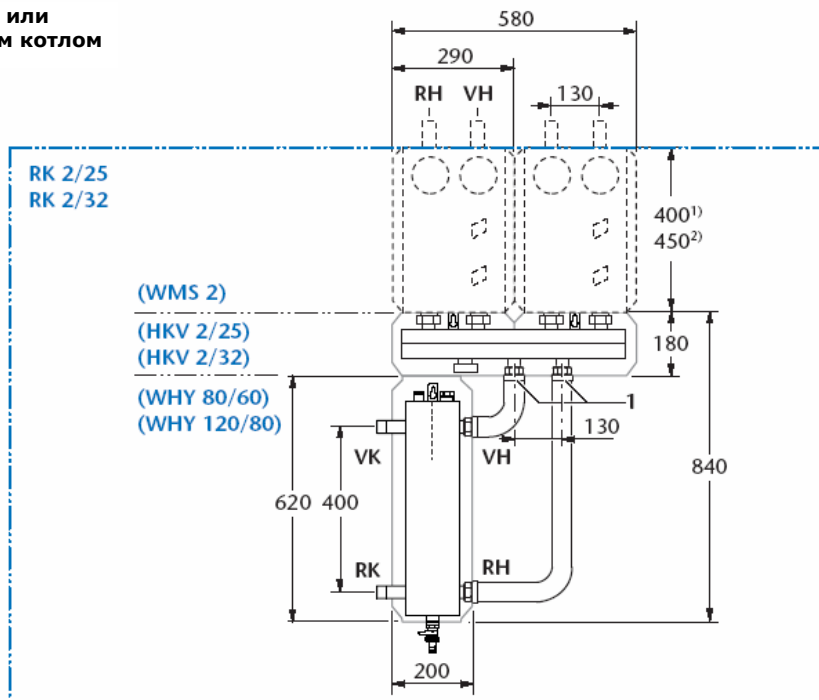 или
м котлом
580
290
RH VH 130
RK 2/25
RK 2/32
400¹⁾
450²⁾
(WMS 2)
(HKV 2/25)
(HKV 2/32)
180
(WHY 80/60)
(WHY 120/80)
1
130
VK VH
840
620 400
RK RH
200